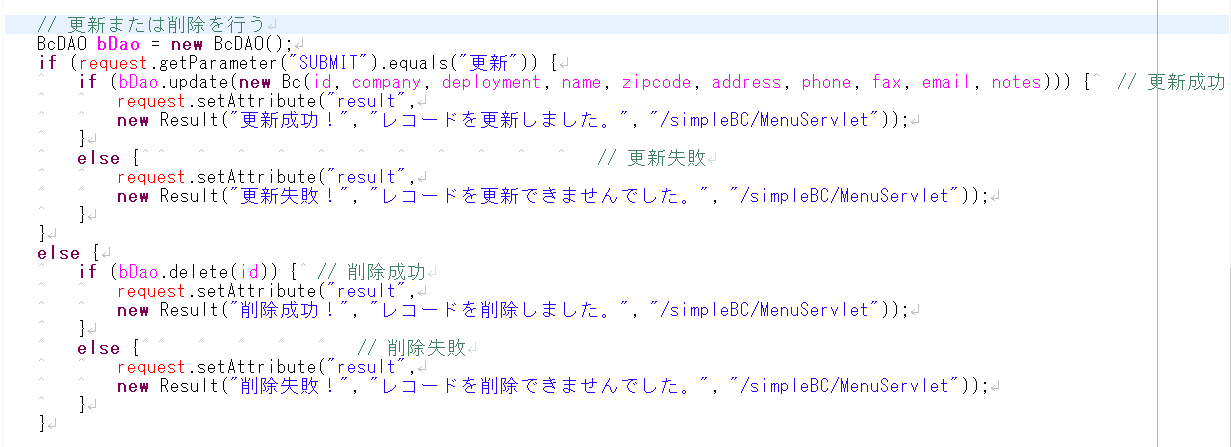 // 更新または削除を行う
BcDAO bDao = new BcDAO();
if (request.getParameter("SUBMIT").equals("更新")) {
if (bDao.update(new Bc(id, company, deployment, name, zipcode, address, phone, fax, email, notes))) { // 更新成功
request.setAttribute("result",
new Result("更新成功！", "レコードを更新しました。", "/simpleBC/MenuServlet"));
}
else { // 更新失敗
request.setAttribute("result",
new Result("更新失敗！", "レコードを更新できませんでした。", "/simpleBC/MenuServlet"));
}
}
else {
if (bDao.delete(id)) { // 削除成功
request.setAttribute("result",
new Result("削除成功！", "レコードを削除しました。", "/simpleBC/MenuServlet"));
}
else { // 削除失敗
request.setAttribute("result",
new Result("削除失敗！", "レコードを削除できませんでした。", "/simpleBC/MenuServlet"));
}
}